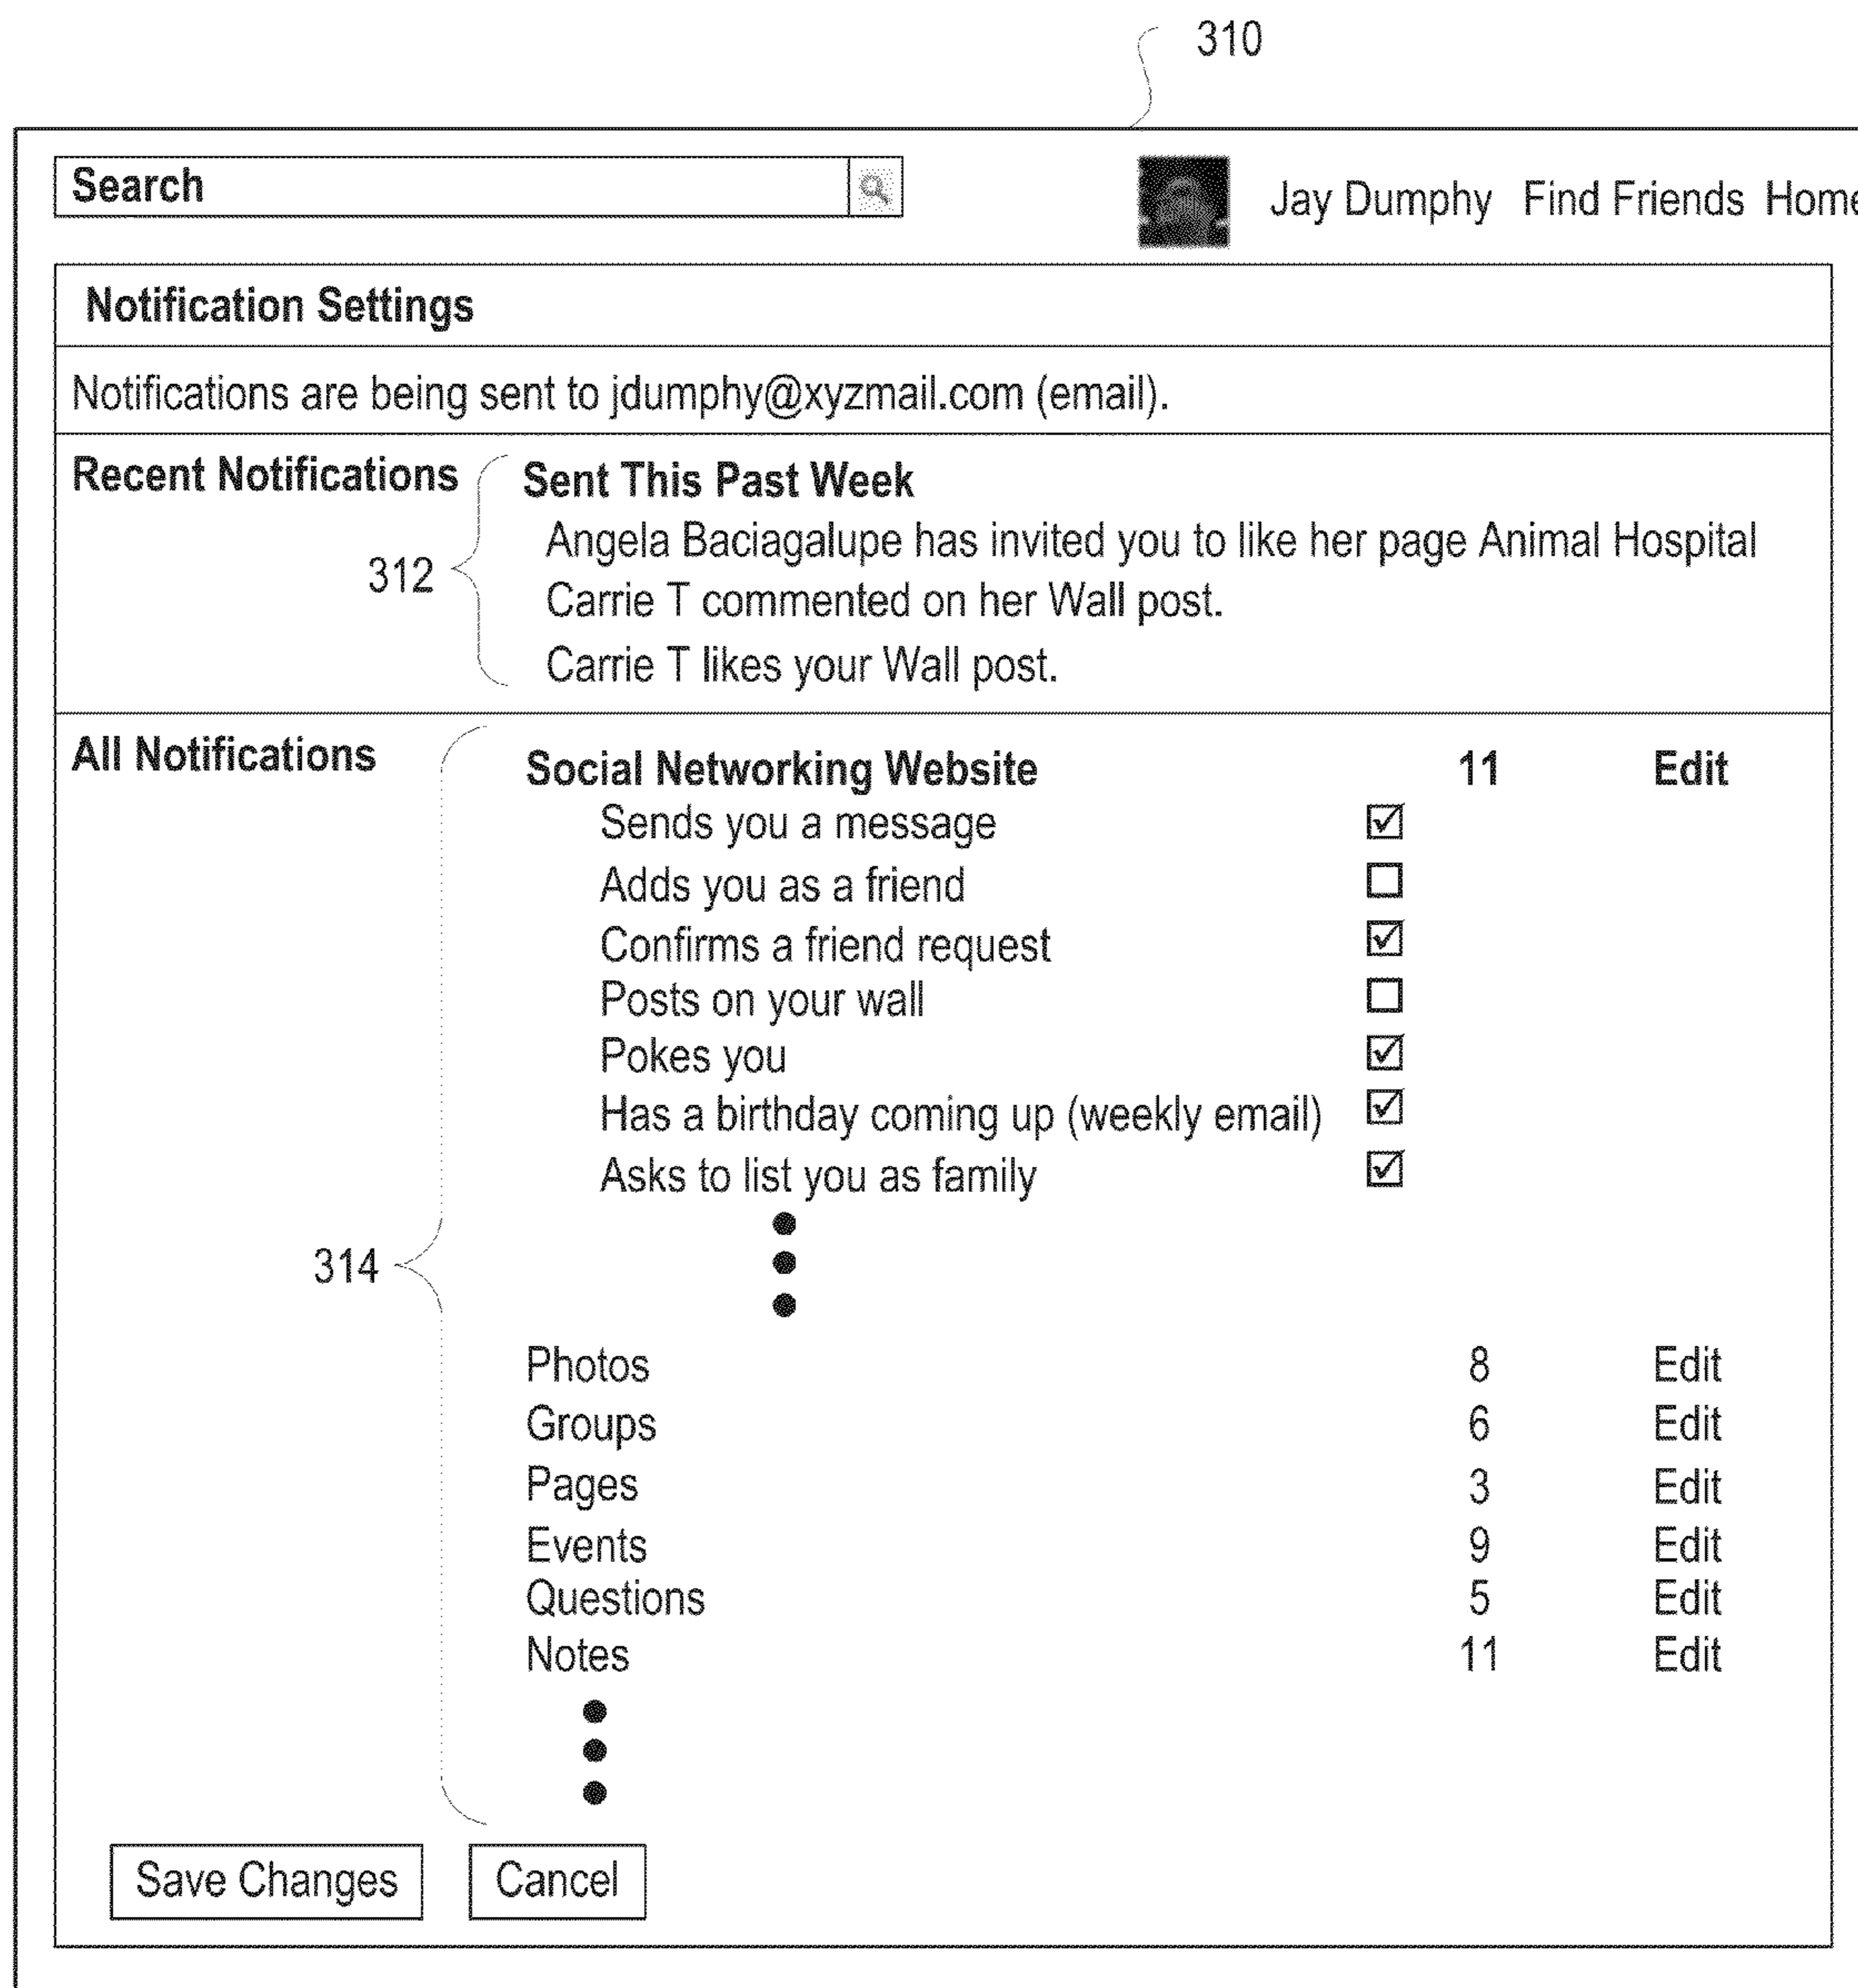 310
Search
Jay Dumphy Find Friends Home
Notification Settings
Notifications are being sent to jdumphy@xyzmail.com (email).
Recent Notifications
312
Sent This Past Week
Angela Baciagalupe has invited you to like her page Animal Hospital
Carrie T commented on her Wall post.
Carrie T likes your Wall post.
All Notifications
314
Social Networking Website 11 Edit
Sends you a message
Adds you as a friend
Confirms a friend request
Posts on your wall
Pokes you
Has a birthday coming up (weekly email)
Asks to list you as family
Photos 8 Edit
Groups 6 Edit
Pages 3 Edit
Events 9 Edit
Questions 5 Edit
Notes 11 Edit
Save Changes Cancel